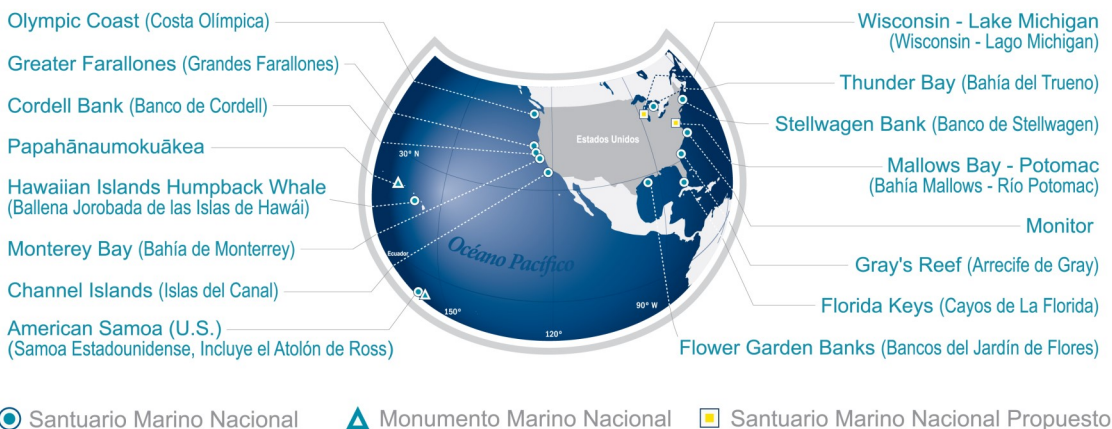 Olympic Coast (Costa Olímpica)
Greater Farallones (Grandes Farallones)
Cordell Bank (Banco de Cordell)
Papahānaumokuākea
Hawaiian Islands Humpback Whale
(Ballena Jorobada de las Islas de Hawái)
Monterey Bay (Bahía de Monterrey)
Channel Islands (Islas del Canal)
American Samoa (U.S.)
(Samoa Estadounidense, Incluye el Atolón de Ross)
Estados Unidos
30° N
Ecuador
Océano Pacífico
150°
120°
90° W
Wisconsin - Lake Michigan
(Wisconsin - Lago Michigan)
Thunder Bay (Bahía del Trueno)
Stellwagen Bank (Banco de Stellwagen)
Mallows Bay - Potomac
(Bahía Mallows - Río Potomac)
Monitor
Gray's Reef (Arrecife de Gray)
Florida Keys (Cayos de La Florida)
Flower Garden Banks (Bancos del Jardín de Flores)
Santuario Marino Nacional
Monumento Marino Nacional
Santuario Marino Nacional Propuesto